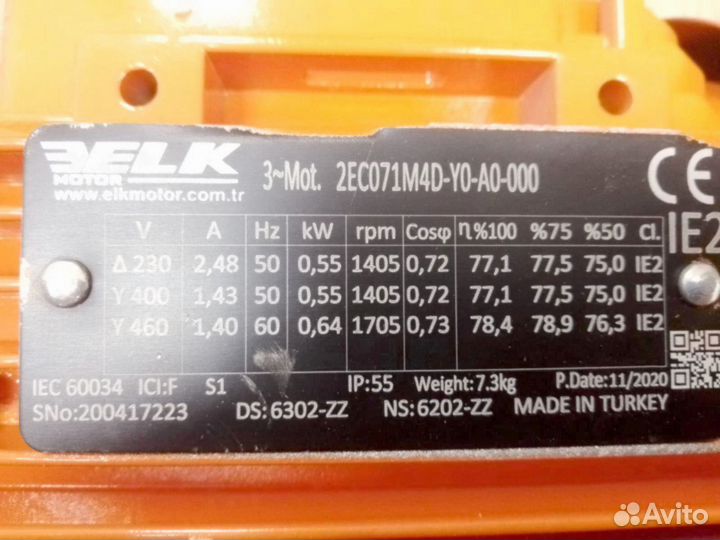 ELK
MOTOR
www.elkmotor.com.tr
3~Mot. 2EC071M4D-Y0-A0-000
CE
IE2
V A Hz kW rpm Cosφ η%100 %75 %50 Cl.
Δ 230 2,48 50 0,55 1405 0,72 77,1 77,5 75,0 IE2
Y 400 1,43 50 0,55 1405 0,72 77,1 77,5 75,0 IE2
Y 460 1,40 60 0,64 1705 0,73 78,4 78,9 76,3 IE2
IEC 60034 ICI:F S1 IP:55 Weight:7.3kg P.Date:11/2020
SNo:200417223 DS:6302-ZZ NS:6202-ZZ MADE IN TURKEY
Avito